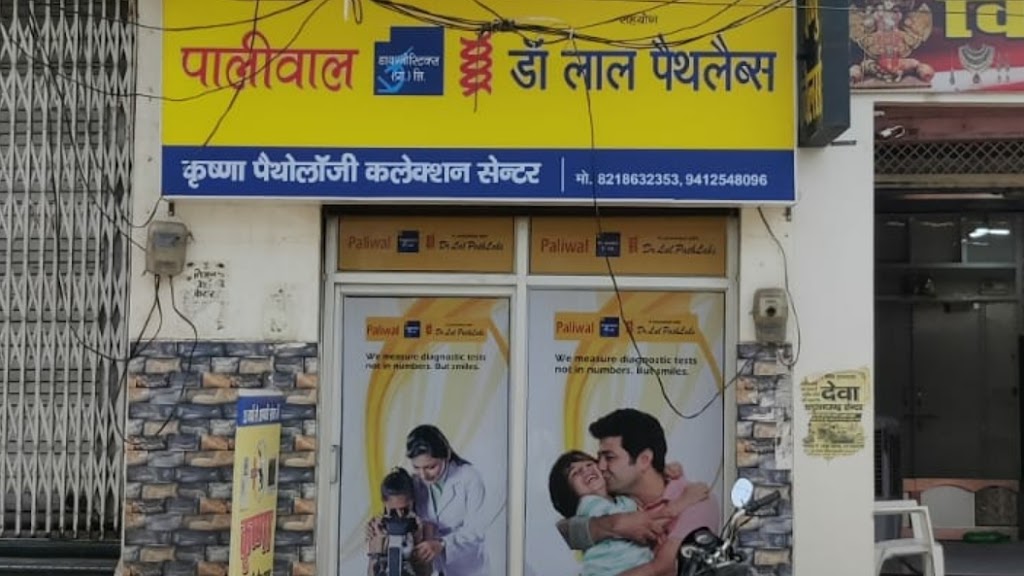 सहयोग
पालीवाल डायग्नोस्टिक्स (प्रा.) लि. डॉ लाल पैथलैब्स
कृष्णा पैथोलॉजी कलेक्शन सेन्टर मो. 8218632353, 9412548096
Paliwal Dr Lal PathLabs
Paliwal Dr Lal PathLabs
Paliwal Dr Lal PathLabs
We measure diagnostic tests
not in numbers. But smiles.
Paliwal Dr Lal PathLabs
We measure diagnostic tests
not in numbers. But smiles.
देवा
कृष्णा